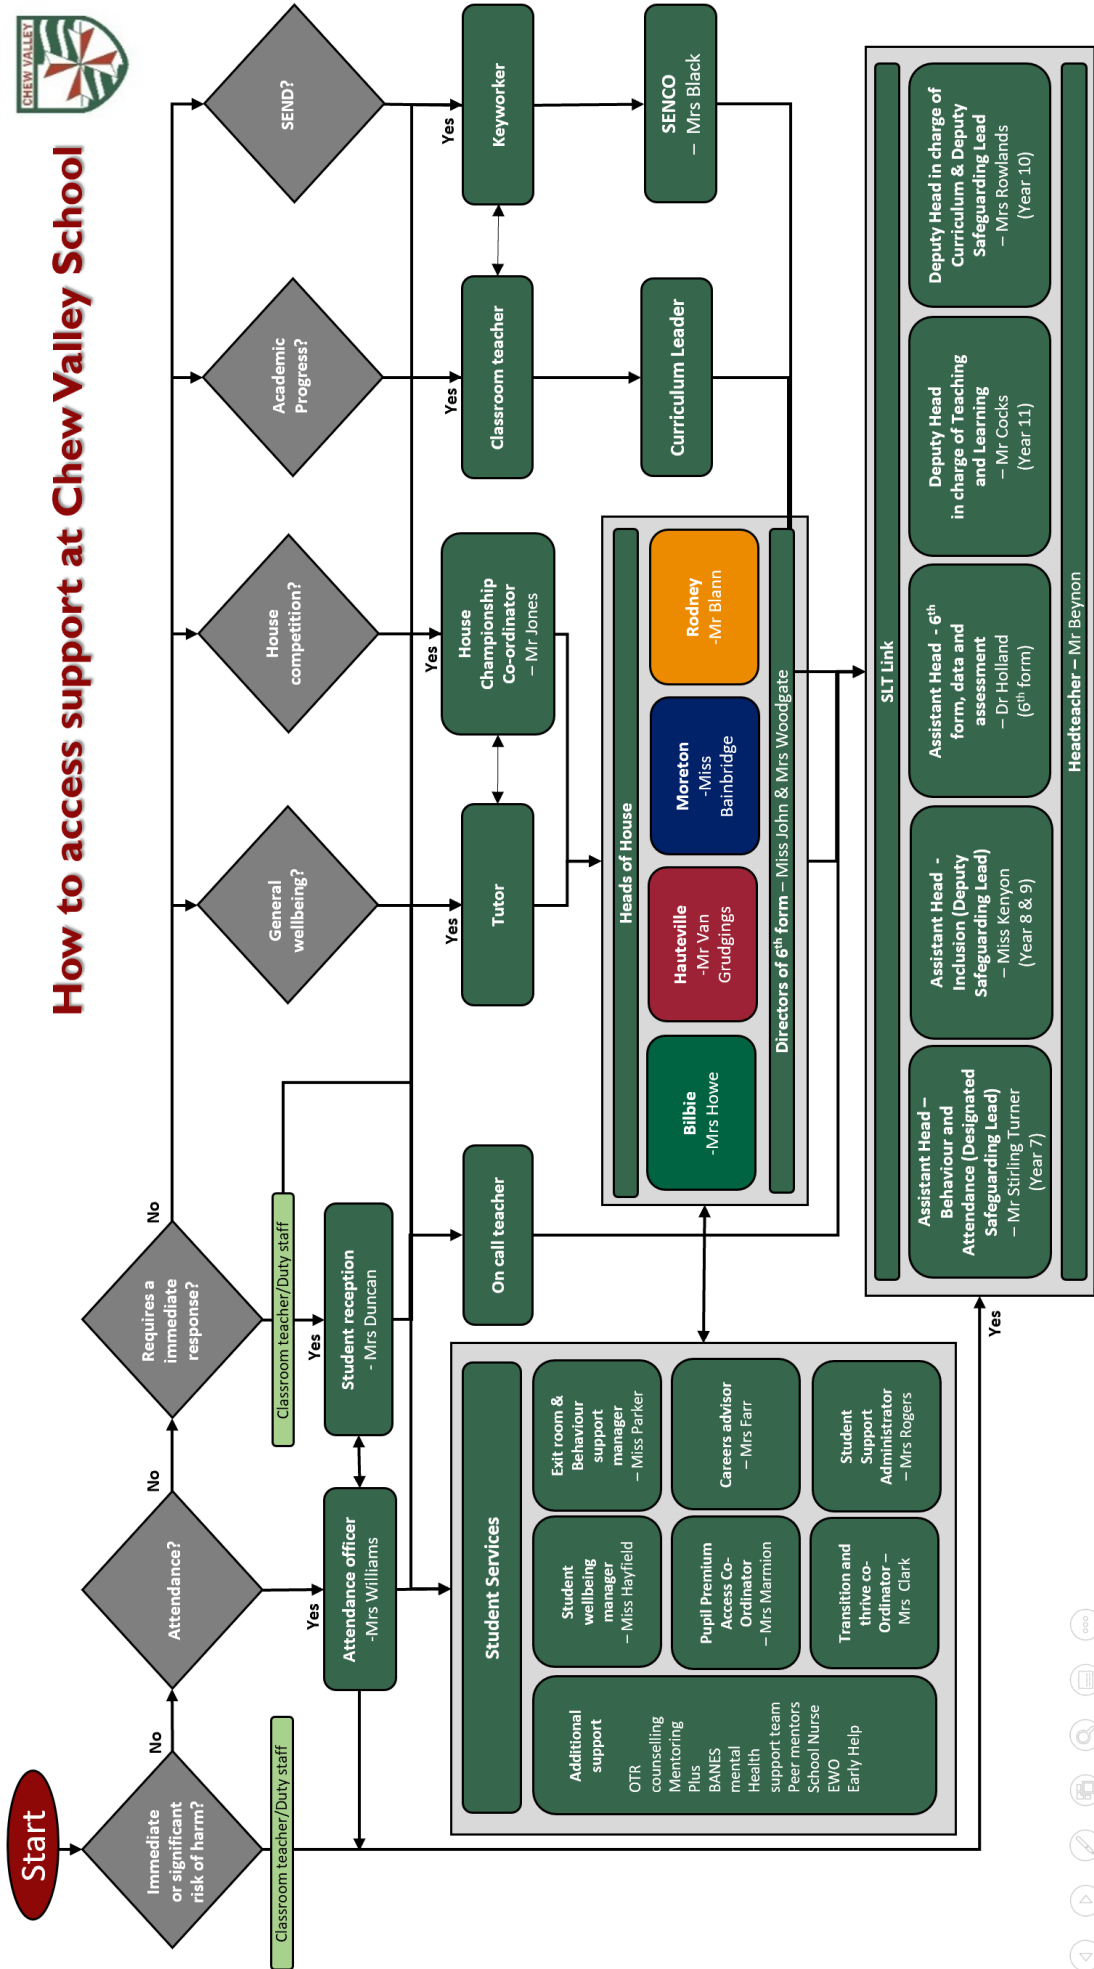 How to access support at Chew Valley School
CHEW VALLEY
Start
Immediate
or significant
risk of harm?
No
Attendance?
No
Requires a
immediate
response?
No
General
wellbeing?
House
competition?
Academic
Progress?
SEND?
Classroom teacher/Duty staff
Classroom teacher/Duty staff
Yes
Attendance officer
-Mrs Williams
Yes
Student reception
- Mrs Duncan
Yes
Tutor
Yes
House
Championship
Co-ordinator
– Mr Jones
Yes
Classroom teacher
Yes
Keyworker
On call teacher
Curriculum Leader
SENCO
– Mrs Black
Student Services
Additional
support
OTR
counselling
Mentoring
Plus
BANES
mental
Health
support team
Peer mentors
School Nurse
EWO
Early Help
Student
wellbeing
manager
– Miss Hayfield
Exit room &
Behaviour
support
manager
– Miss Parker
Pupil Premium
Access Co-
Ordinator
– Mrs Marmion
Careers advisor
– Mrs Farr
Transition and
thrive co-
Ordinator –
Mrs Clark
Student
Support
Administrator
– Mrs Rogers
Heads of House
Bilbie
-Mrs Howe
Hauteville
-Mr Van
Grudgings
Moreton
-Miss
Bainbridge
Rodney
-Mr Blann
Directors of 6th form – Miss John & Mrs Woodgate
Yes
SLT Link
Assistant Head –
Behaviour and
Attendance (Designated
Safeguarding Lead)
– Mr Stirling Turner
(Year 7)
Assistant Head -
Inclusion (Deputy
Safeguarding Lead)
– Miss Kenyon
(Year 8 & 9)
Assistant Head - 6th
form, data and
assessment
– Dr Holland
(6th form)
Deputy Head
in charge of Teaching
and Learning
– Mr Cocks
(Year 11)
Deputy Head in charge of
Curriculum & Deputy
Safeguarding Lead
– Mrs Rowlands
(Year 10)
Headteacher – Mr Beynon